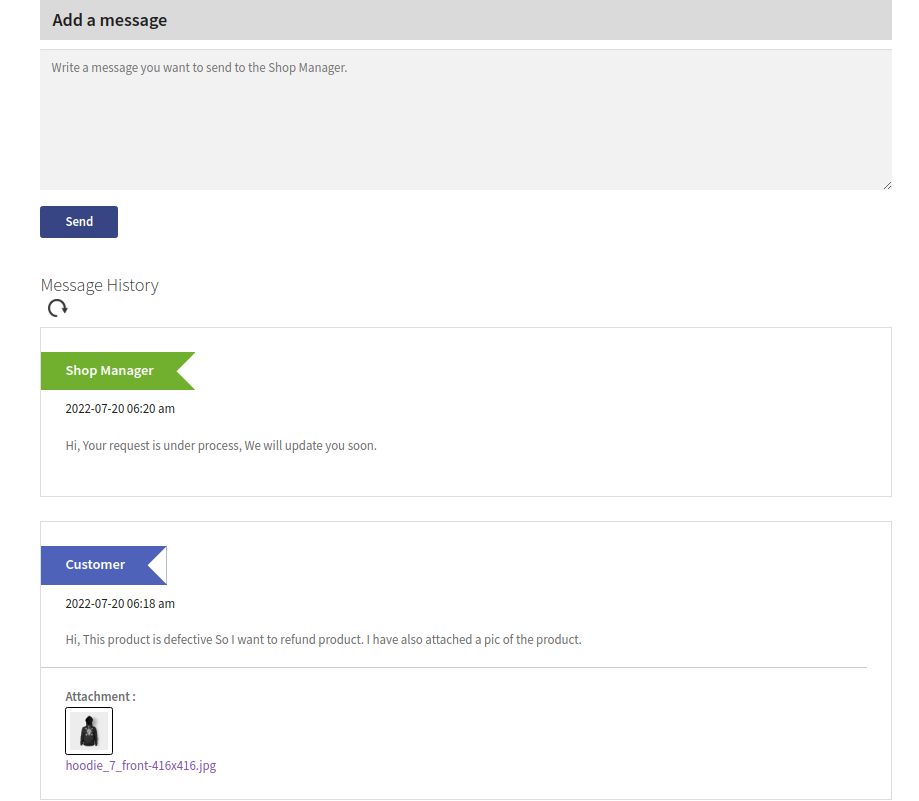 Add a message
Write a message you want to send to the Shop Manager.
Send
Message History
Shop Manager
2022-07-20 06:20 am
Hi, Your request is under process, We will update you soon.
Customer
2022-07-20 06:18 am
Hi, This product is defective So I want to refund product. I have also attached a pic of the product.
Attachment :
hoodie_7_front-416x416.jpg